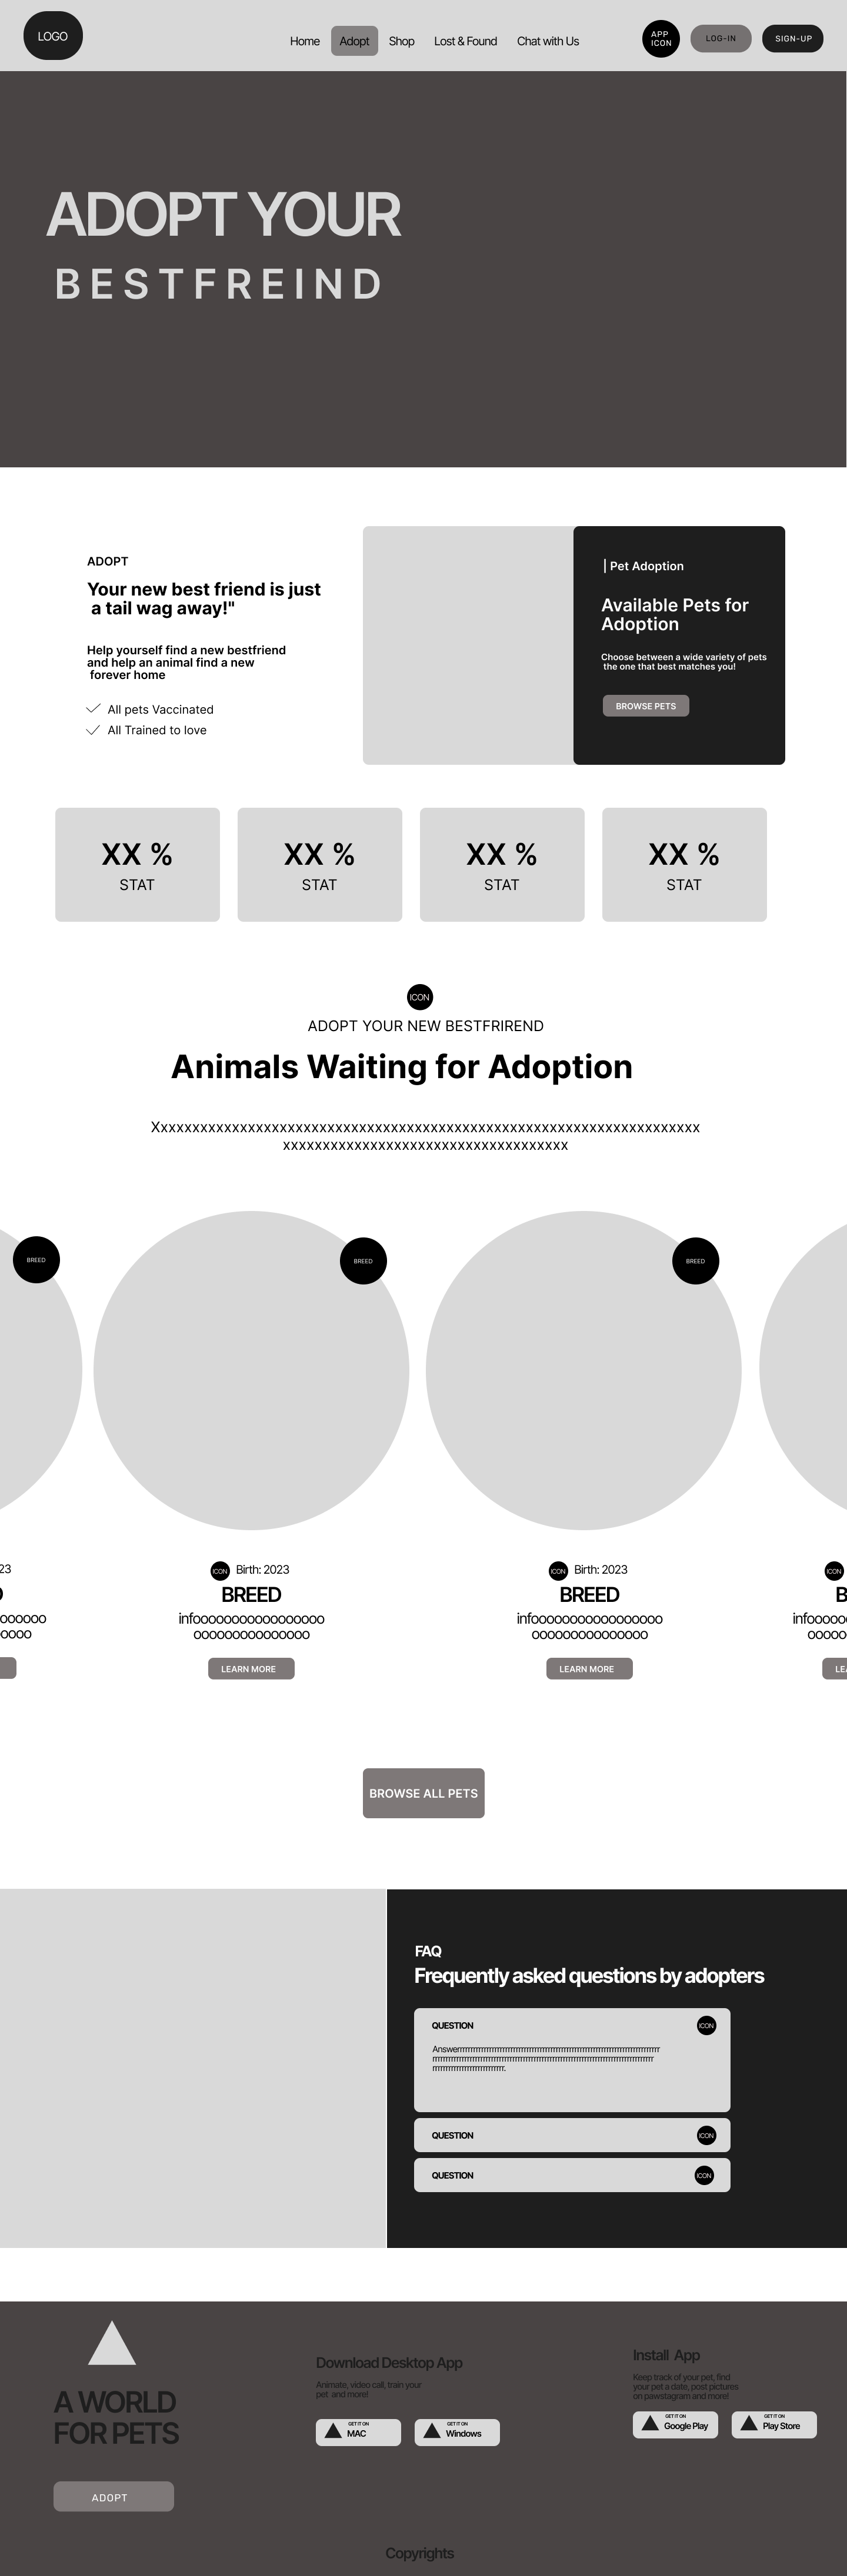 LOGO
Home Adopt Shop Lost & Found Chat with Us
APP
ICON
LOG-IN
SIGN-UP
ADOPT YOUR
BESTFREIND
ADOPT
Your new best friend is just
a tail wag away!"
Help yourself find a new bestfriend
and help an animal find a new
forever home
All pets Vaccinated
All Trained to love
| Pet Adoption
Available Pets for
Adoption
Choose between a wide variety of pets
the one that best matches you!
BROWSE PETS
XX %
STAT
XX %
STAT
XX %
STAT
XX %
STAT
ICON
ADOPT YOUR NEW BESTFRIREND
Animals Waiting for Adoption
Xxxxxxxxxxxxxxxxxxxxxxxxxxxxxxxxxxxxxxxxxxxxxxxxxxxxxxxxxxxxxxxxxxxxx
xxxxxxxxxxxxxxxxxxxxxxxxxxxxxxxxxxxx
BREED
BREED
BREED
23
oooooo
oooo
ICON Birth: 2023
BREED
infooooooooooooooooo
ooooooooooooooo
LEARN MORE
ICON Birth: 2023
BREED
infooooooooooooooooo
ooooooooooooooo
LEARN MORE
ICON
B
infooooo
ooooo
LEA
BROWSE ALL PETS
FAQ
Frequently asked questions by adopters
QUESTION
ICON
Answerrrrrrrrrrrrrrrrrrrrrrrrrrrrrrrrrrrrrrrrrrrrrrrrrrrrrrrrrrrrrrrrrrrrrrrrrrr
rrrrrrrrrrrrrrrrrrrrrrrrrrrrrrrrrrrrrrrrrrrrrrrrrrrrrrrrrrrrrrrrrrrrrrrrrrrrrrrrrr
rrrrrrrrrrrrrrrrrrrrrrrrrrr.
QUESTION
ICON
QUESTION
ICON
A WORLD
FOR PETS
ADOPT
Download Desktop App
Animate, video call, train your
pet and more!
GET IT ON
MAC
GET IT ON
Windows
Install App
Keep track of your pet, find
your pet a date, post pictures
on pawstagram and more!
GET IT ON
Google Play
GET IT ON
Play Store
Copyrights